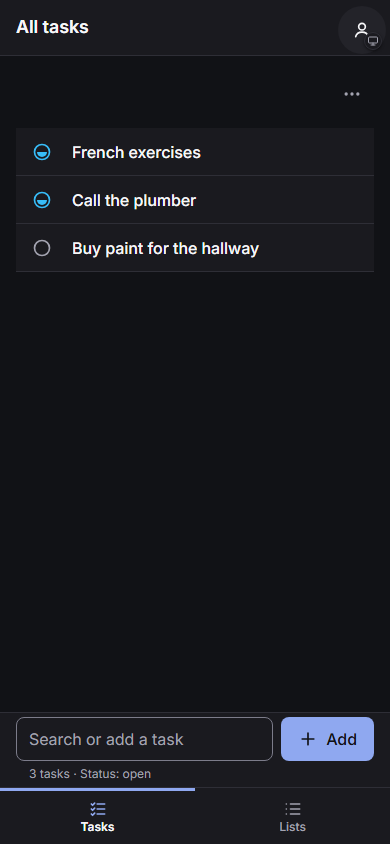 All tasks
French exercises
Call the plumber
Buy paint for the hallway
Search or add a task
Add
3 tasks · Status: open
Tasks
Lists